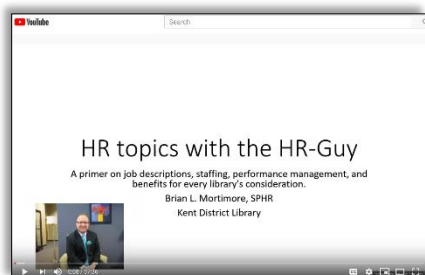 YouTube
Search
HR topics with the HR-Guy
A primer on job descriptions, staffing, performance management, and
benefits for every library's consideration.
Brian L. Mortimore, SPHR
Kent District Library